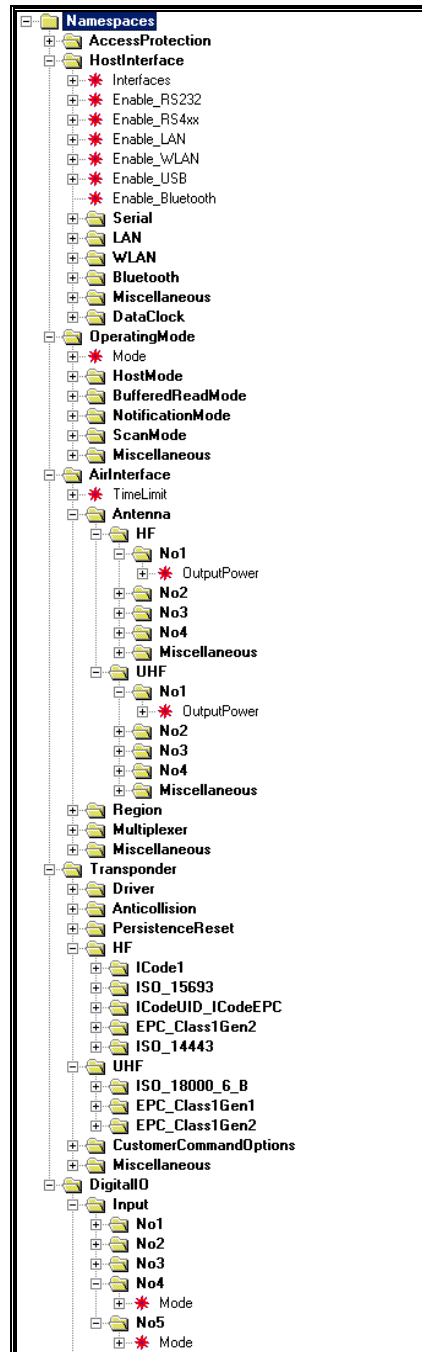 Namespaces
AccessProtection
HostInterface
Interfaces
Enable_RS232
Enable_RS4xx
Enable_LAN
Enable_WLAN
Enable_USB
Enable_Bluetooth
Serial
LAN
WLAN
Bluetooth
Miscellaneous
DataClock
OperatingMode
Mode
HostMode
BufferedReadMode
NotificationMode
ScanMode
Miscellaneous
AirInterface
TimeLimit
Antenna
HF
No1
OutputPower
No2
No3
No4
Miscellaneous
UHF
No1
OutputPower
No2
No3
No4
Miscellaneous
Region
Multiplexer
Miscellaneous
Transponder
Driver
Anticollision
PersistenceReset
HF
ICode1
ISO_15693
ICodeUID_ICodeEPC
EPC_Class1Gen2
ISO_14443
UHF
ISO_18000_6_B
EPC_Class1Gen1
EPC_Class1Gen2
CustomerCommandOptions
Miscellaneous
DigitalIO
Input
No1
No2
No3
No4
Mode
No5
Mode